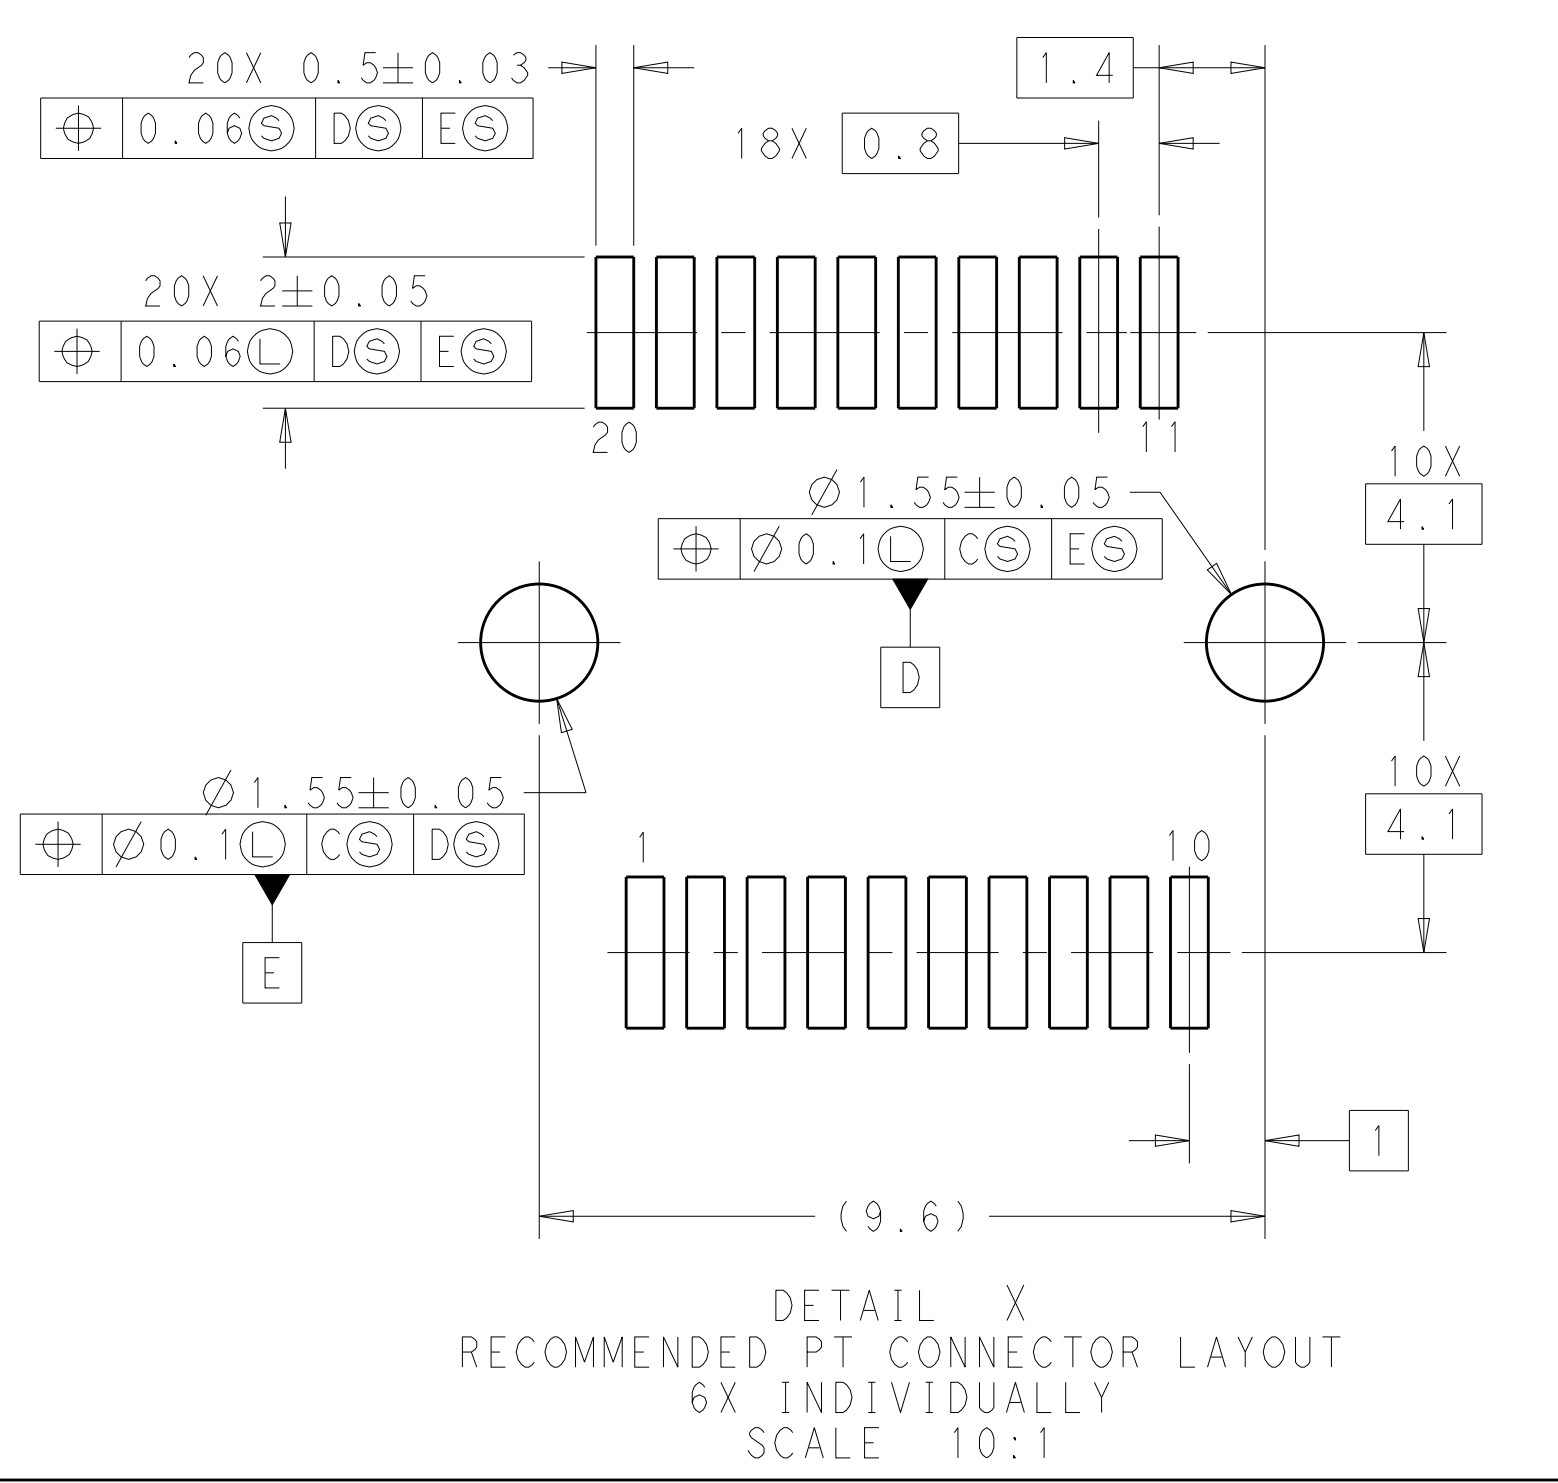 20X 0.5±0.03
1.4
⌖ 0.06Ⓢ DⓈ EⓈ
18X 0.8
20X 2±0.05
⌖ 0.06Ⓛ DⓈ EⓈ
20 11
10X
4.1
Ø1.55±0.05
⌖ Ø0.1Ⓛ CⓈ EⓈ
D
Ø1.55±0.05
⌖ Ø0.1Ⓛ CⓈ DⓈ
E
10X
4.1
1 10
1
(9.6)
DETAIL X
RECOMMENDED PT CONNECTOR LAYOUT
6X INDIVIDUALLY
SCALE 10:1